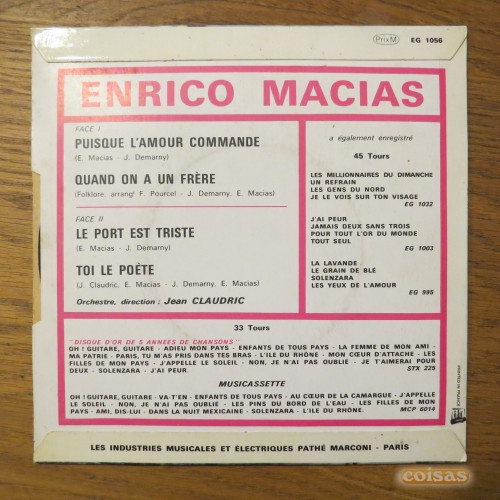 PrixM EG 1056
ENRICO MACIAS
FACE I
PUISQUE L'AMOUR COMMANDE
(E. Macias - J. Demarny)
QUAND ON A UN FRÈRE
(Folklore, arrang' F. Pourcel - J. Demarny, E. Macias)
FACE II
LE PORT EST TRISTE
(E. Macias - J. Demarny)
TOI LE POÈTE
(J. Claudric, E. Macias - J. Demarny, E. Macias)
Orchestre, direction : Jean CLAUDRIC
a également enregistré
45 Tours
LES MILLIONNAIRES DU DIMANCHE
UN REFRAIN
LES GENS DU NORD
JE LE VOIS SUR TON VISAGE
EG 1032
J'AI PEUR
JAMAIS DEUX SANS TROIS
POUR TOUT L'OR DU MONDE
TOUT SEUL
EG 1003
LA LAVANDE
LE GRAIN DE BLÉ
SOLENZARA
LES YEUX DE L'AMOUR
EG 995
33 Tours
"DISQUE D'OR DE 5 ANNEES DE CHANSONS"
OH ! GUITARE, GUITARE - ADIEU MON PAYS - ENFANTS DE TOUS PAYS - LA FEMME DE MON AMI -
MA PATRIE - PARIS, TU M'AS PRIS DANS TES BRAS - L'ILE DU RHÔNE - MON CŒUR D'ATTACHE - LES
FILLES DE MON PAYS - J'APPELLE LE SOLEIL - NON, JE N'AI PAS OUBLIÉ - JE T'AIMERAI POUR
DEUX - SOLENZARA - J'AI PEUR.
STX 225
MUSICASSETTE
OH ! GUITARE, GUITARE - VA-T'EN - ENFANTS DE TOUS PAYS - AU CŒUR DE LA CAMARGUE - J'APPELLE
LE SOLEIL - NON, JE N'AI PAS OUBLIÉ - LES PINS DU BORD DE L'EAU - LES FILLES DE MON
PAYS - AMI, DIS-LUI - DANS LA NUIT MEXICAINE - SOLENZARA - L'ILE DU RHÔNE.
MCP 6014
LES INDUSTRIES MUSICALES ET ÉLECTRIQUES PATHÉ MARCONI - PARIS
coisas